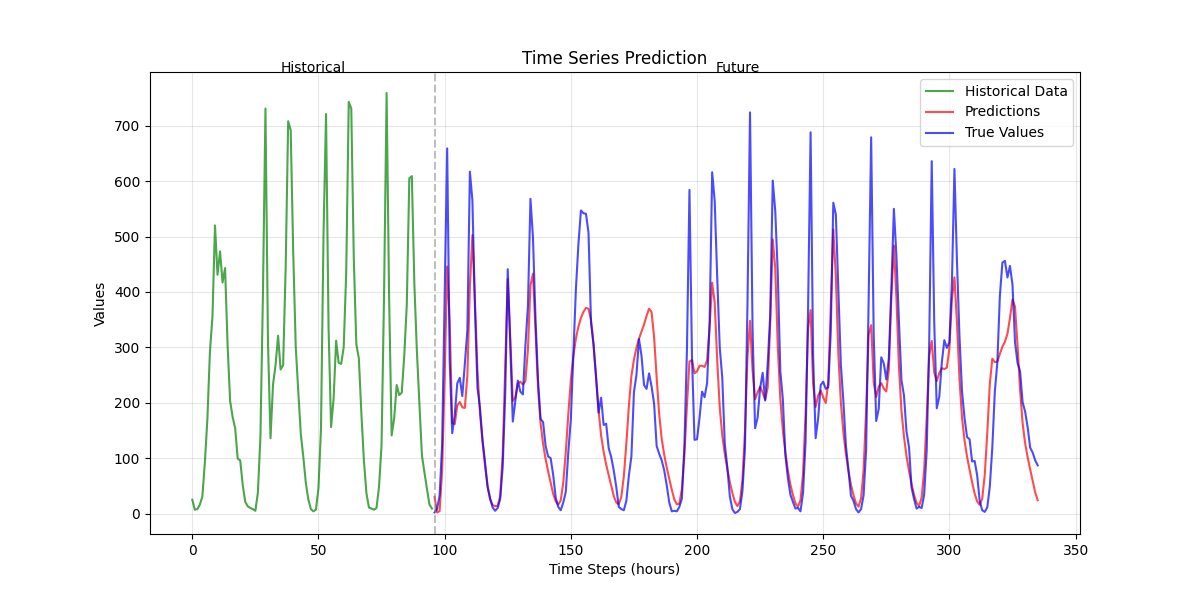 Time Series Prediction
Historical
Future
Historical Data
Predictions
True Values
Values
700
600
500
400
300
200
100
0
0
50
100
150
200
250
300
350
Time Steps (hours)